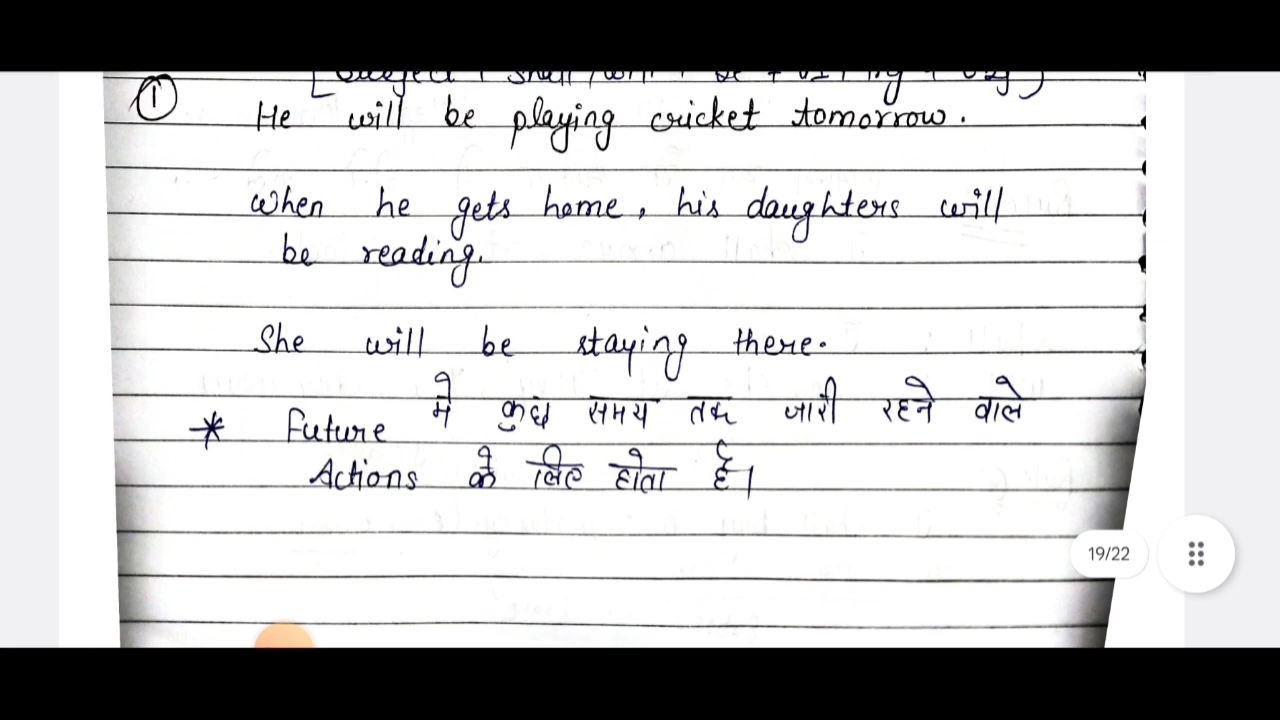 ①
He will be playing cricket tomorrow.
When he gets home, his daughters will
be reading.
She will be staying there.
* Future में कुछ समय तक जारी रहने वाले
Actions के लिए होता है।
19/22